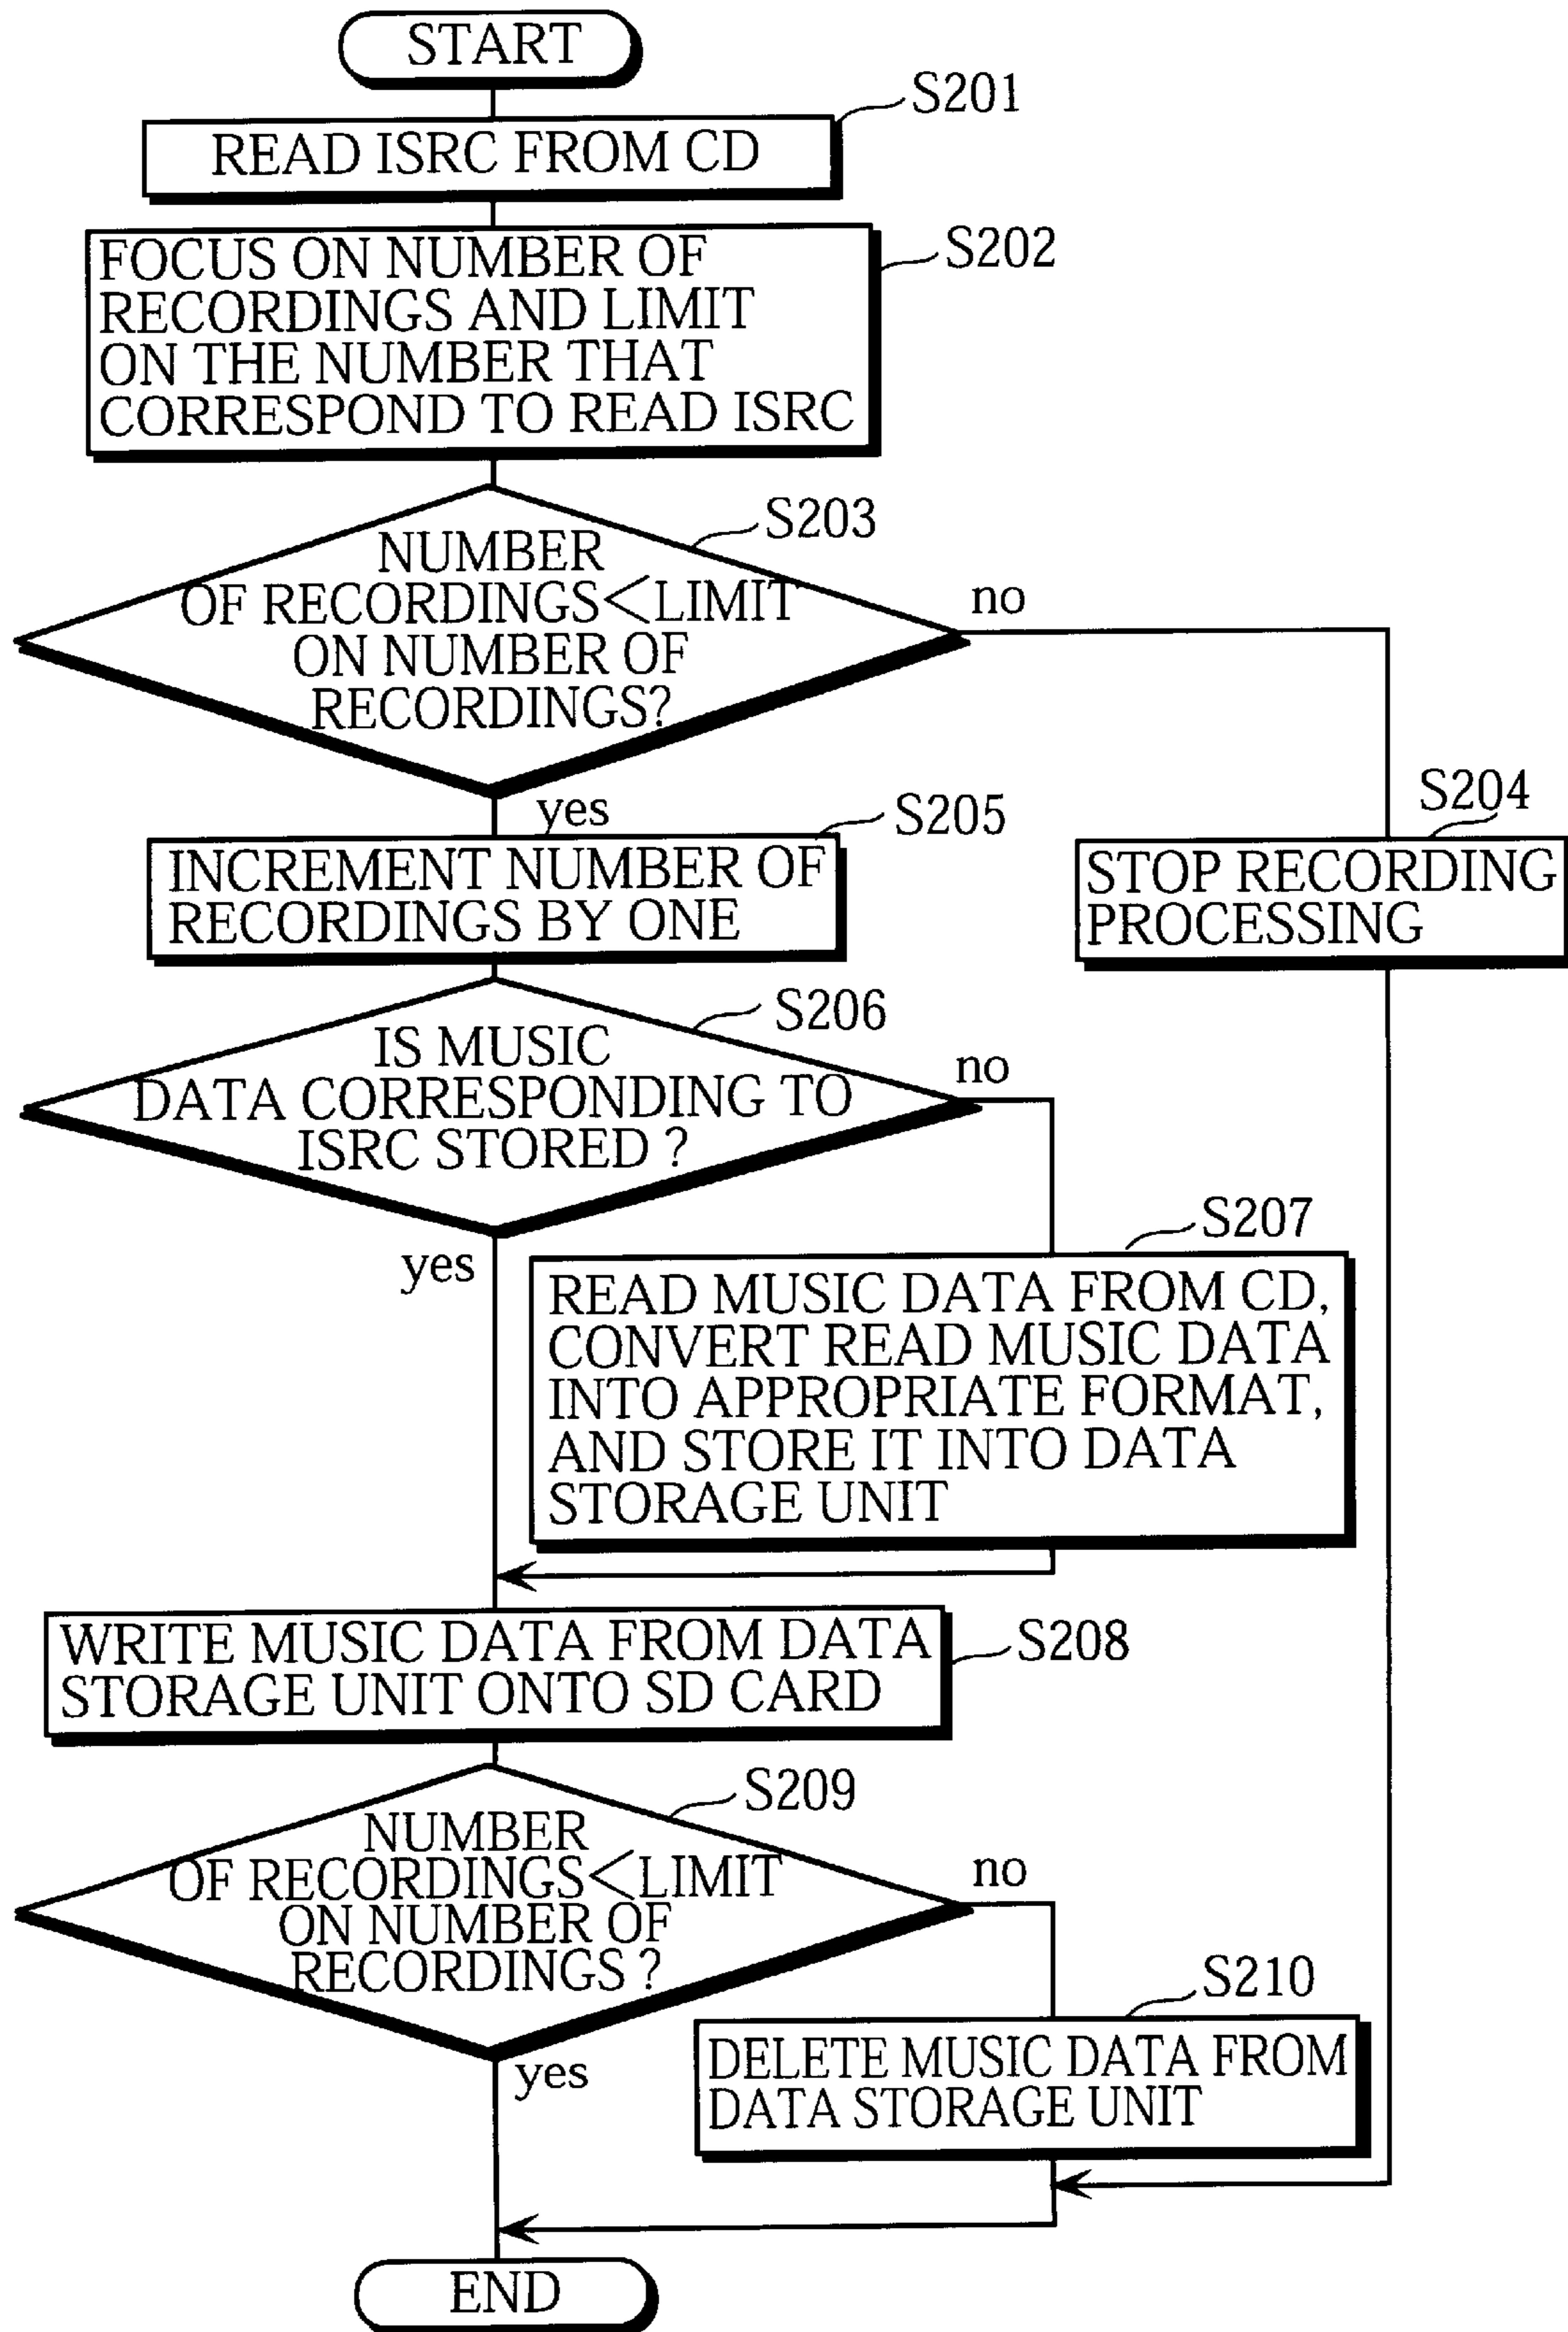 START
S201
READ ISRC FROM CD
S202
FOCUS ON NUMBER OF
RECORDINGS AND LIMIT
ON THE NUMBER THAT
CORRESPOND TO READ ISRC
S203
NUMBER
OF RECORDINGS<LIMIT
ON NUMBER OF
RECORDINGS?
no
yes
S204
STOP RECORDING
PROCESSING
S205
INCREMENT NUMBER OF
RECORDINGS BY ONE
S206
IS MUSIC
DATA CORRESPONDING TO
ISRC STORED ?
no
yes
S207
READ MUSIC DATA FROM CD,
CONVERT READ MUSIC DATA
INTO APPROPRIATE FORMAT,
AND STORE IT INTO DATA
STORAGE UNIT
S208
WRITE MUSIC DATA FROM DATA
STORAGE UNIT ONTO SD CARD
S209
NUMBER
OF RECORDINGS<LIMIT
ON NUMBER OF
RECORDINGS ?
no
yes
S210
DELETE MUSIC DATA FROM
DATA STORAGE UNIT
END